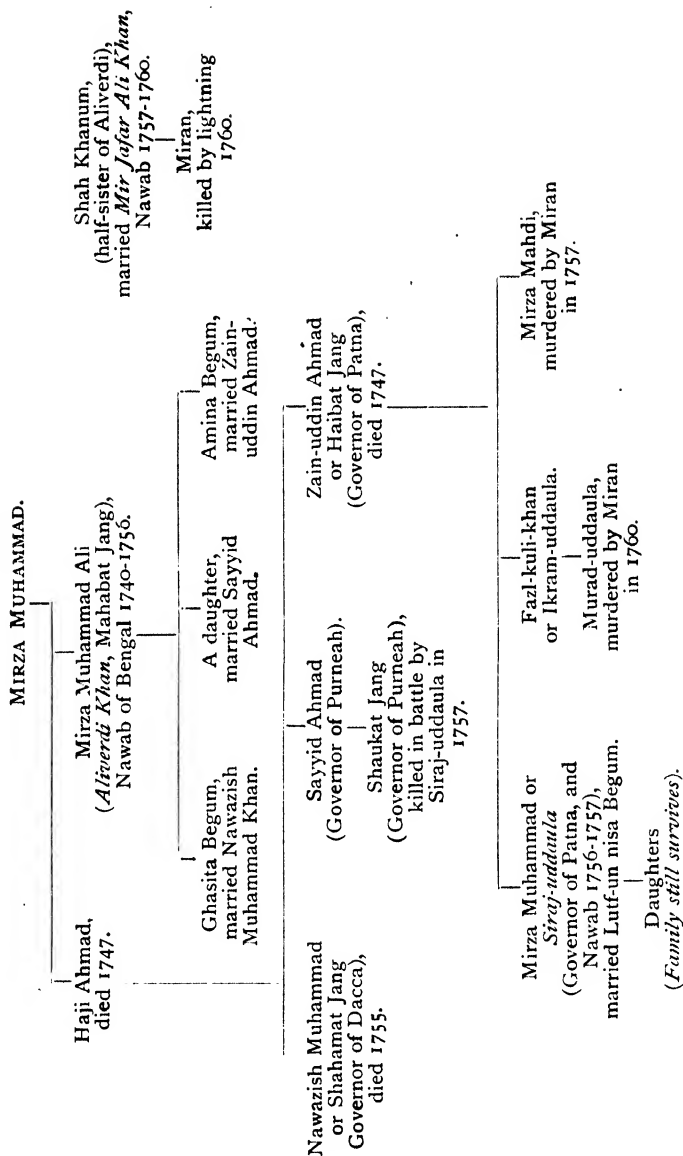 MIRZA MUHAMMAD.
Haji Ahmad,
died 1747.
Mirza Muhammad Ali
(Aliverdi Khan, Mahabat Jang),
Nawab of Bengal 1740-1756.
Shah Khanum,
(half-sister of Aliverdi),
married Mir Jafar Ali Khan,
Nawab 1757-1760.
Miran,
killed by lightning
1760.
Ghasita Begum,
married Nawazish
Muhammad Khan.
A daughter,
married Sayyid
Ahmad.
Amina Begum,
married Zain-
uddin Ahmad.
Nawazish Muhammad
or Shahamat Jang
Governor of Dacca),
died 1755.
Sayyid Ahmad
(Governor of Purneah).
Shaukat Jang
(Governor of Purneah),
killed in battle by
Siraj-uddaula in
1757.
Zain-uddin Ahmad
or Haibat Jang
(Governor of Patna),
died 1747.
Mirza Muhammad or
Siraj-uddaula
(Governor of Patna, and
Nawab 1756-1757),
married Lutf-un nisa Begum.
Daughters
(Family still survives).
Fazl-kuli-khan
or Ikram-uddaula.
Murad-uddaula,
murdered by Miran
in 1760.
Mirza Mahdi,
murdered by Miran
in 1757.